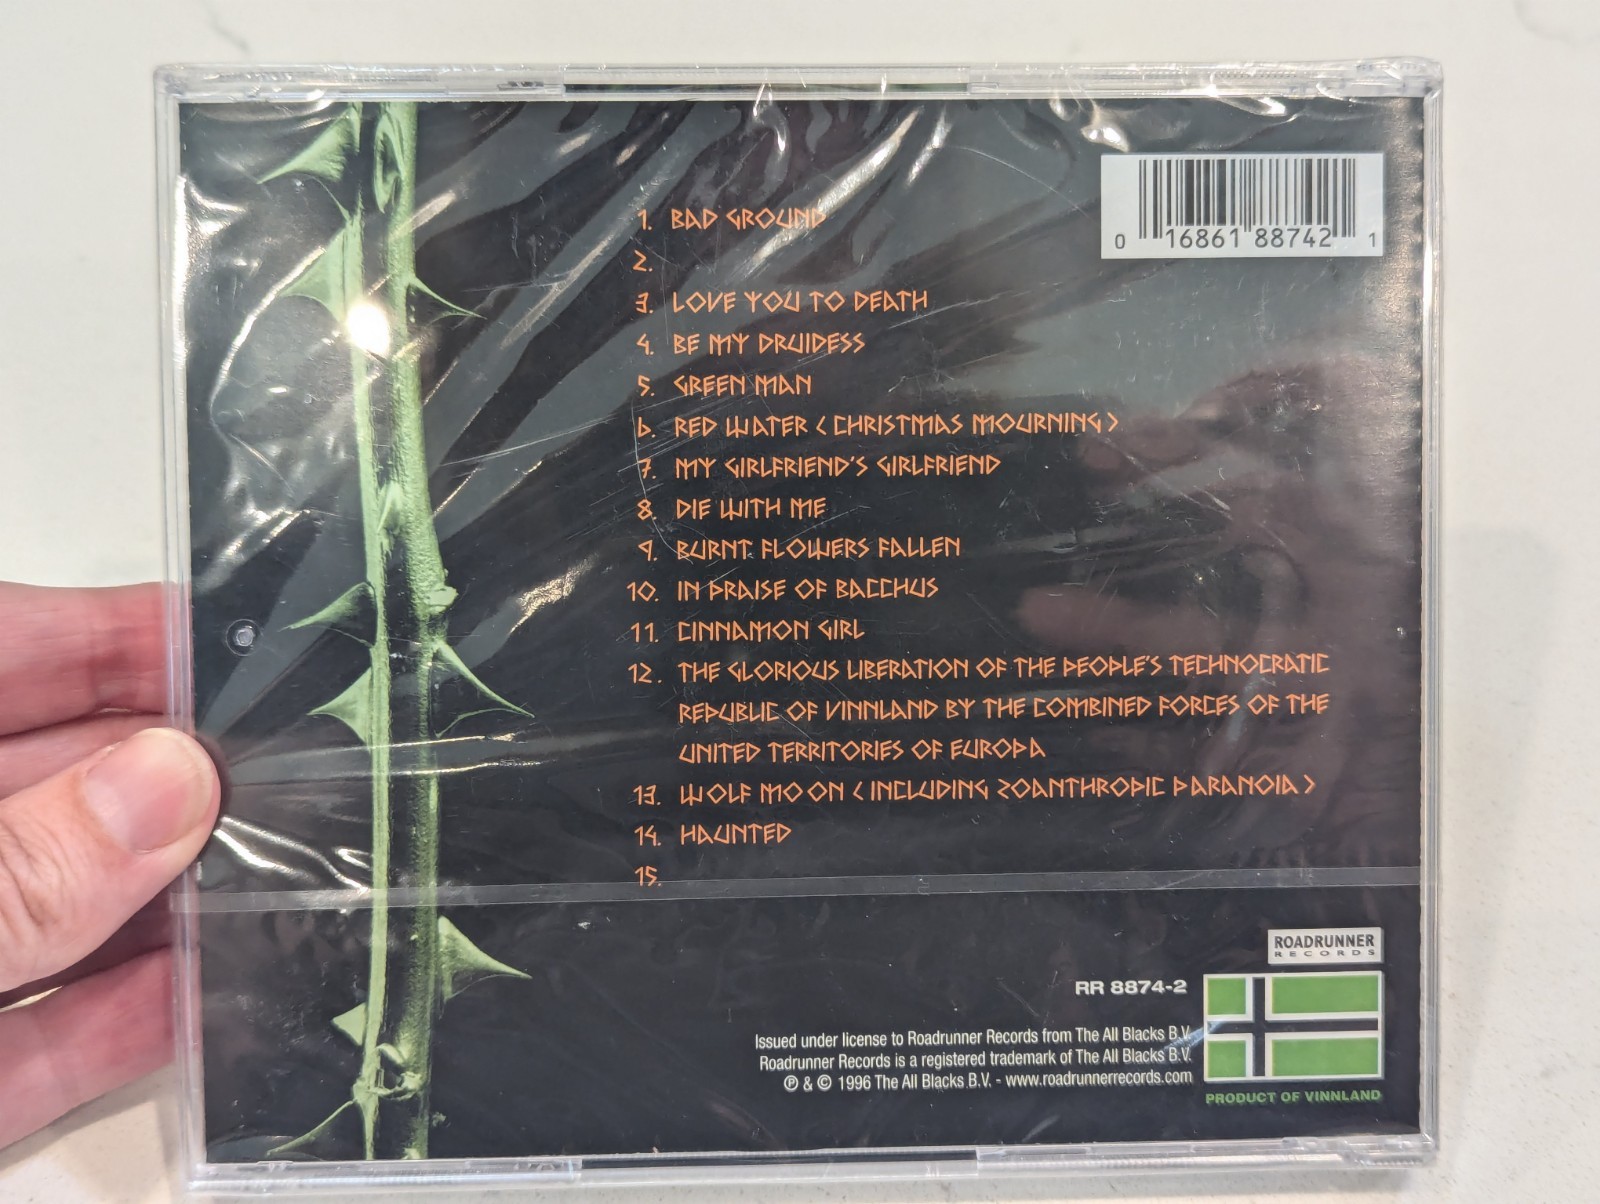 1. BAD GROUND
2.
3. LOVE YOU TO DEATH
4. BE MY DRUIDESS
5. GREEN MAN
6. RED WATER (CHRISTMAS MOURNING)
7. MY GIRLFRIEND'S GIRLFRIEND
8. DIE WITH ME
9. BURNT FLOWERS FALLEN
10. IN PRAISE OF BACCHUS
11. CINNAMON GIRL
12. THE GLORIOUS LIBERATION OF THE PEOPLE'S TECHNOCRATIC
REPUBLIC OF VINNLAND BY THE COMBINED FORCES OF THE
UNITED TERRITORIES OF EUROPA
13. WOLF MOON (INCLUDING ZOANTHROPIC PARANOIA)
14. HAUNTED
15.
0 16861 88742 1
ROADRUNNER
RECORDS
RR 8874-2
Issued under license to Roadrunner Records from The All Blacks B.V.
Roadrunner Records is a registered trademark of The All Blacks B.V.
℗ & © 1996 The All Blacks B.V. - www.roadrunnerrecords.com
PRODUCT OF VINNLAND